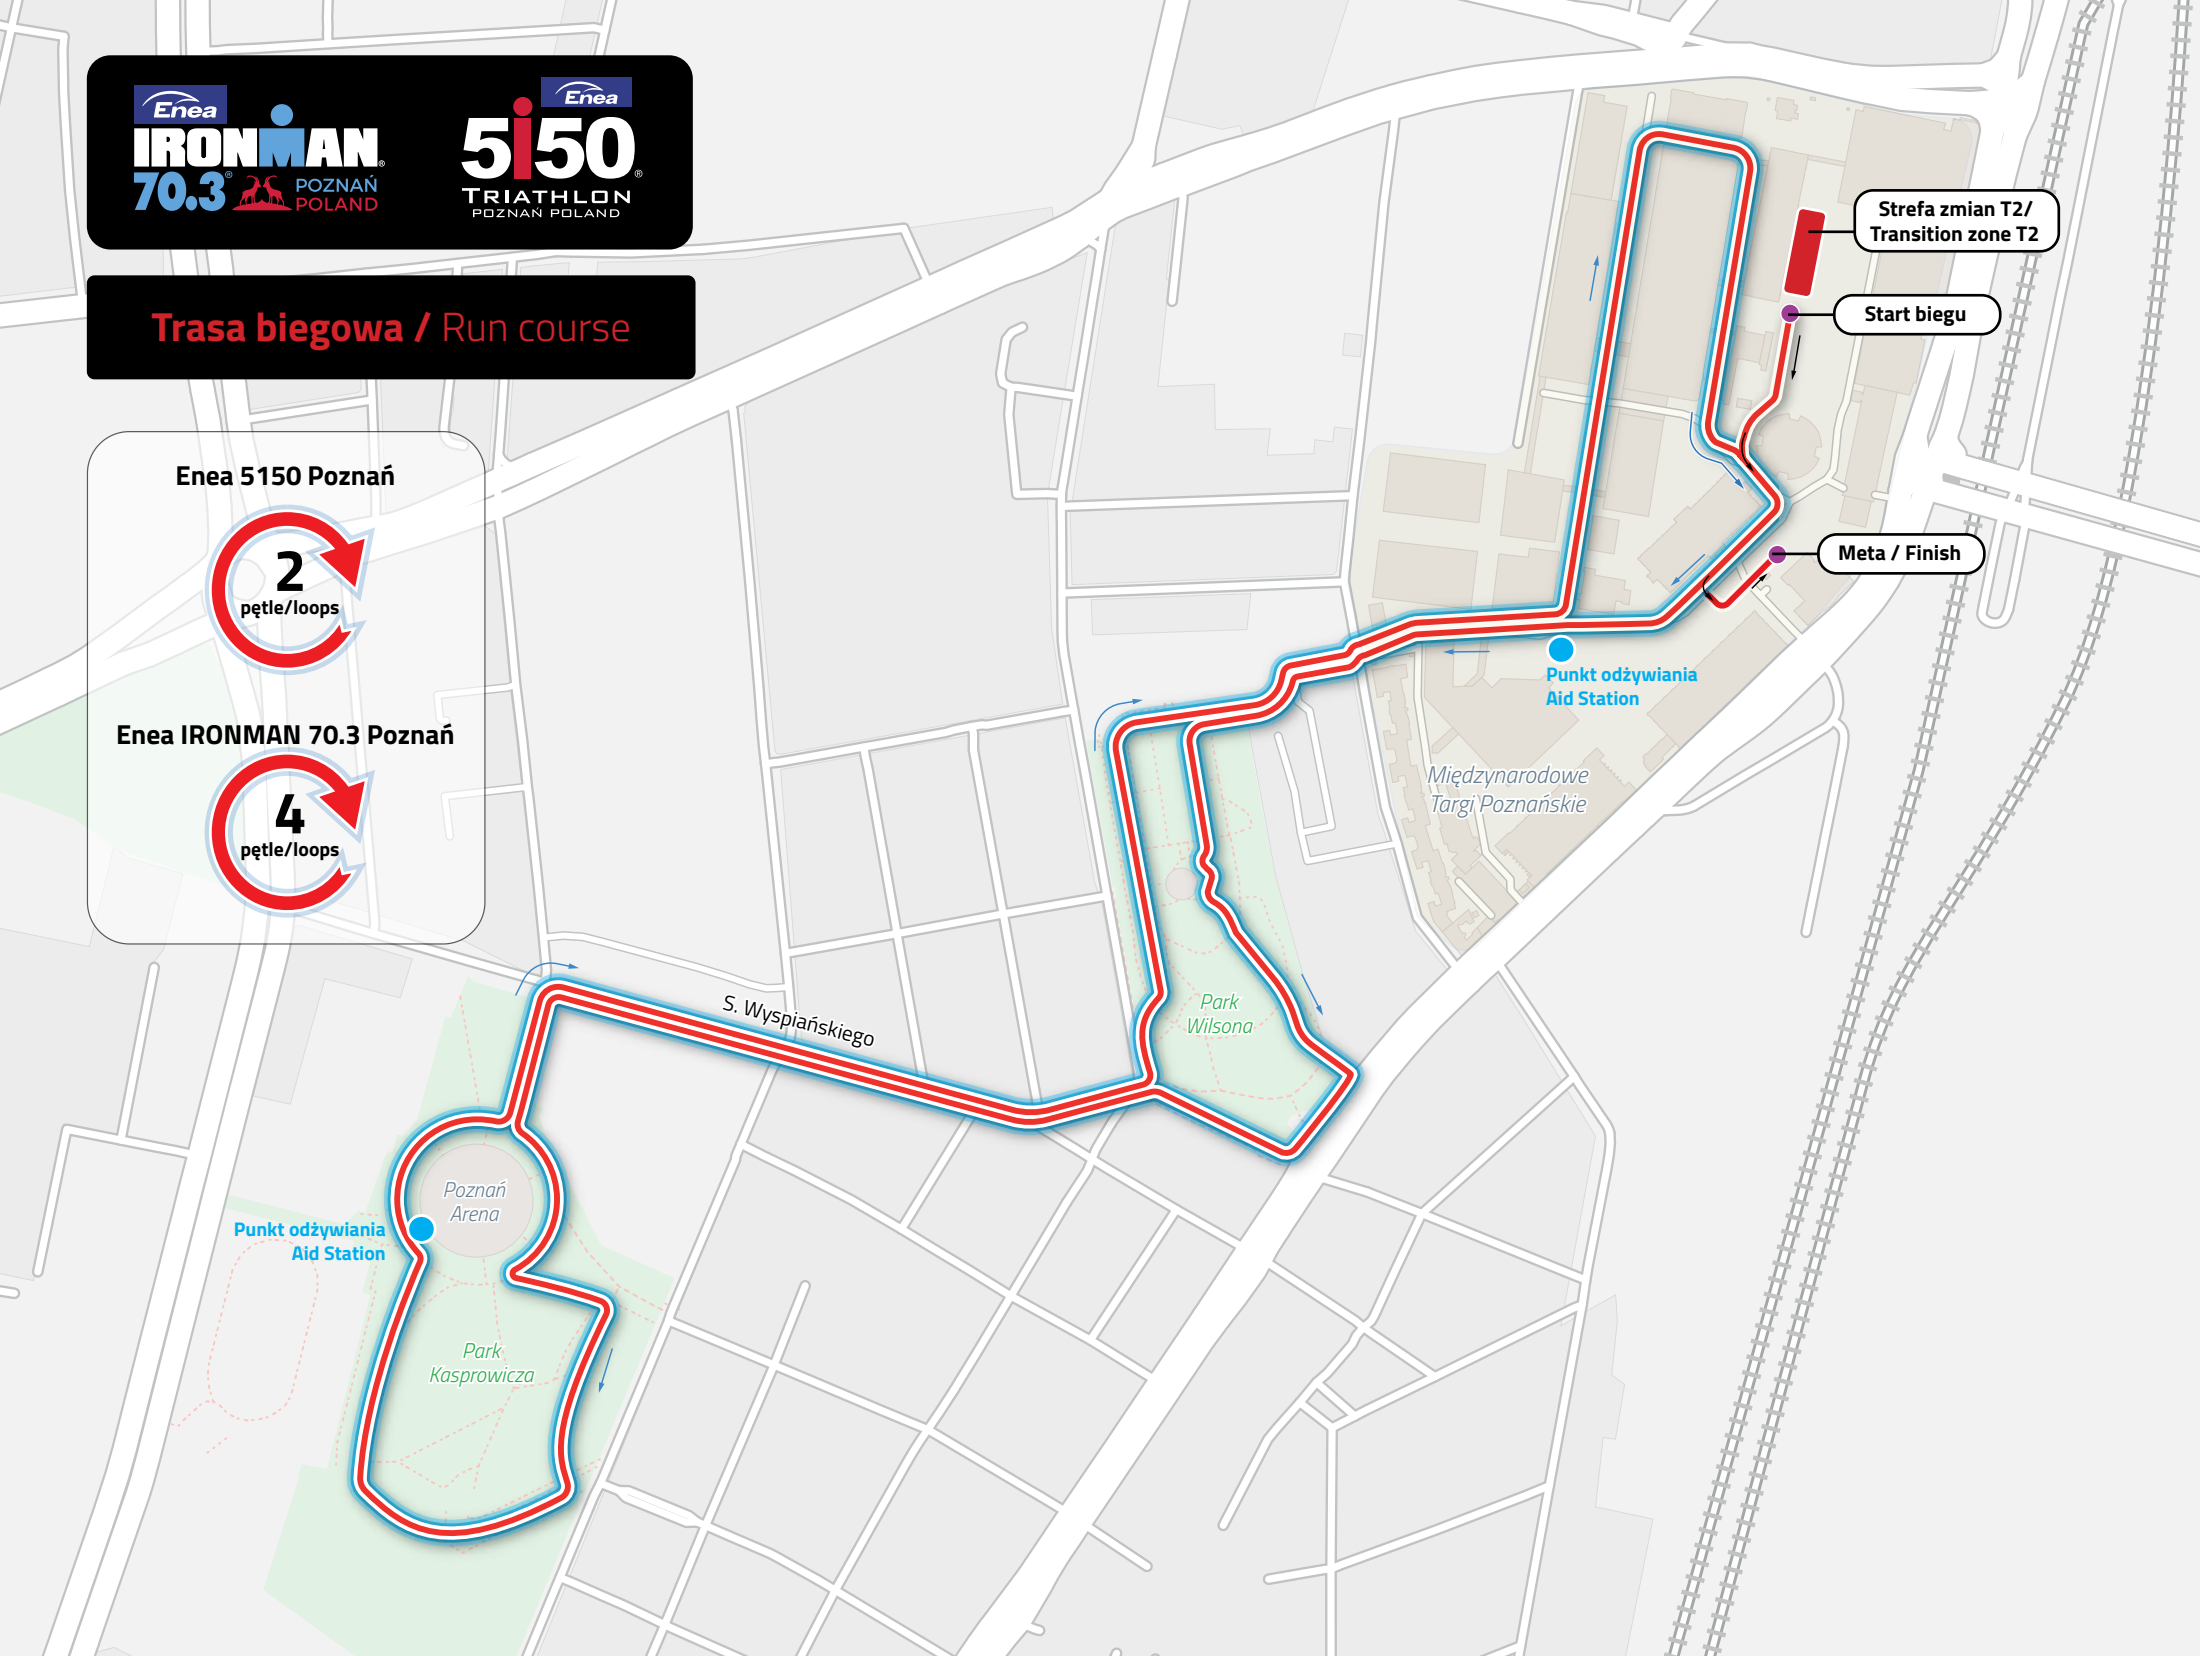 Enea
IRONMAN®
70.3® POZNAŃ
POLAND
Enea
5i50®
TRIATHLON
POZNAŃ POLAND
Trasa biegowa / Run course
Enea 5150 Poznań
2
pętle/loops
Enea IRONMAN 70.3 Poznań
4
pętle/loops
Strefa zmian T2/
Transition zone T2
Start biegu
Meta / Finish
Punkt odżywiania
Aid Station
Międzynarodowe
Targi Poznańskie
Park
Wilsona
S. Wyspiańskiego
Poznań
Arena
Punkt odżywiania
Aid Station
Park
Kasprowicza